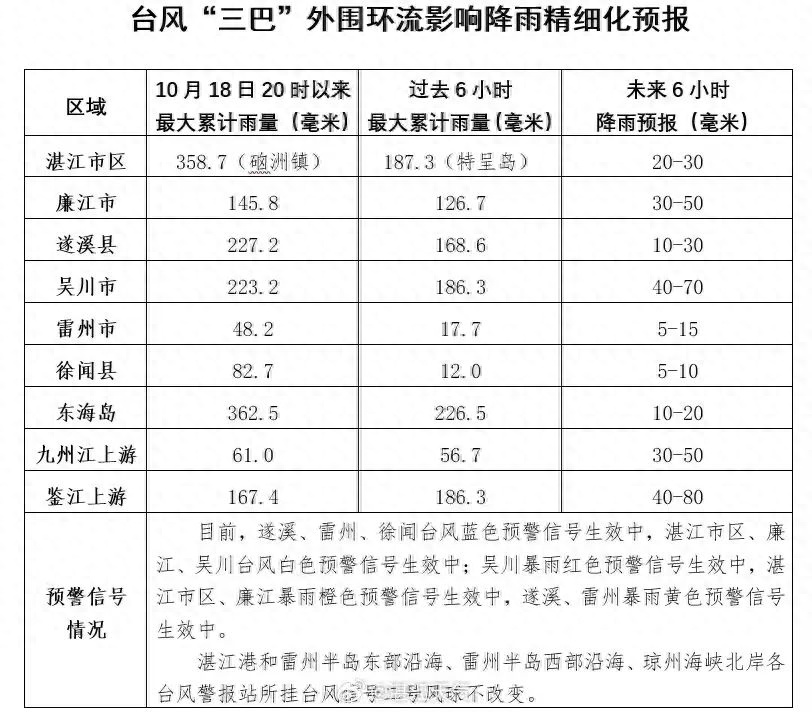 台风“三巴”外围环流影响降雨精细化预报
区域
10月18日20时以来
最大累计雨量（毫米）
过去6小时
最大累计雨量（毫米）
未来6小时
降雨预报（毫米）
湛江市区 358.7（硇洲镇） 187.3（特呈岛） 20-30
廉江市 145.8 126.7 30-50
遂溪县 227.2 168.6 10-30
吴川市 223.2 186.3 40-70
雷州市 48.2 17.7 5-15
徐闻县 82.7 12.0 5-10
东海岛 362.5 226.5 10-20
九州江上游 61.0 56.7 30-50
鉴江上游 167.4 186.3 40-80
预警信号
情况
目前，遂溪、雷州、徐闻台风蓝色预警信号生效中，湛江市区、廉
江、吴川台风白色预警信号生效中；吴川暴雨红色预警信号生效中，湛
江市区、廉江暴雨橙色预警信号生效中，遂溪、雷州暴雨黄色预警信号
生效中。
湛江港和雷州半岛东部沿海、雷州半岛西部沿海、琼州海峡北岸各
台风警报站所挂台风信号二号风球不改变。